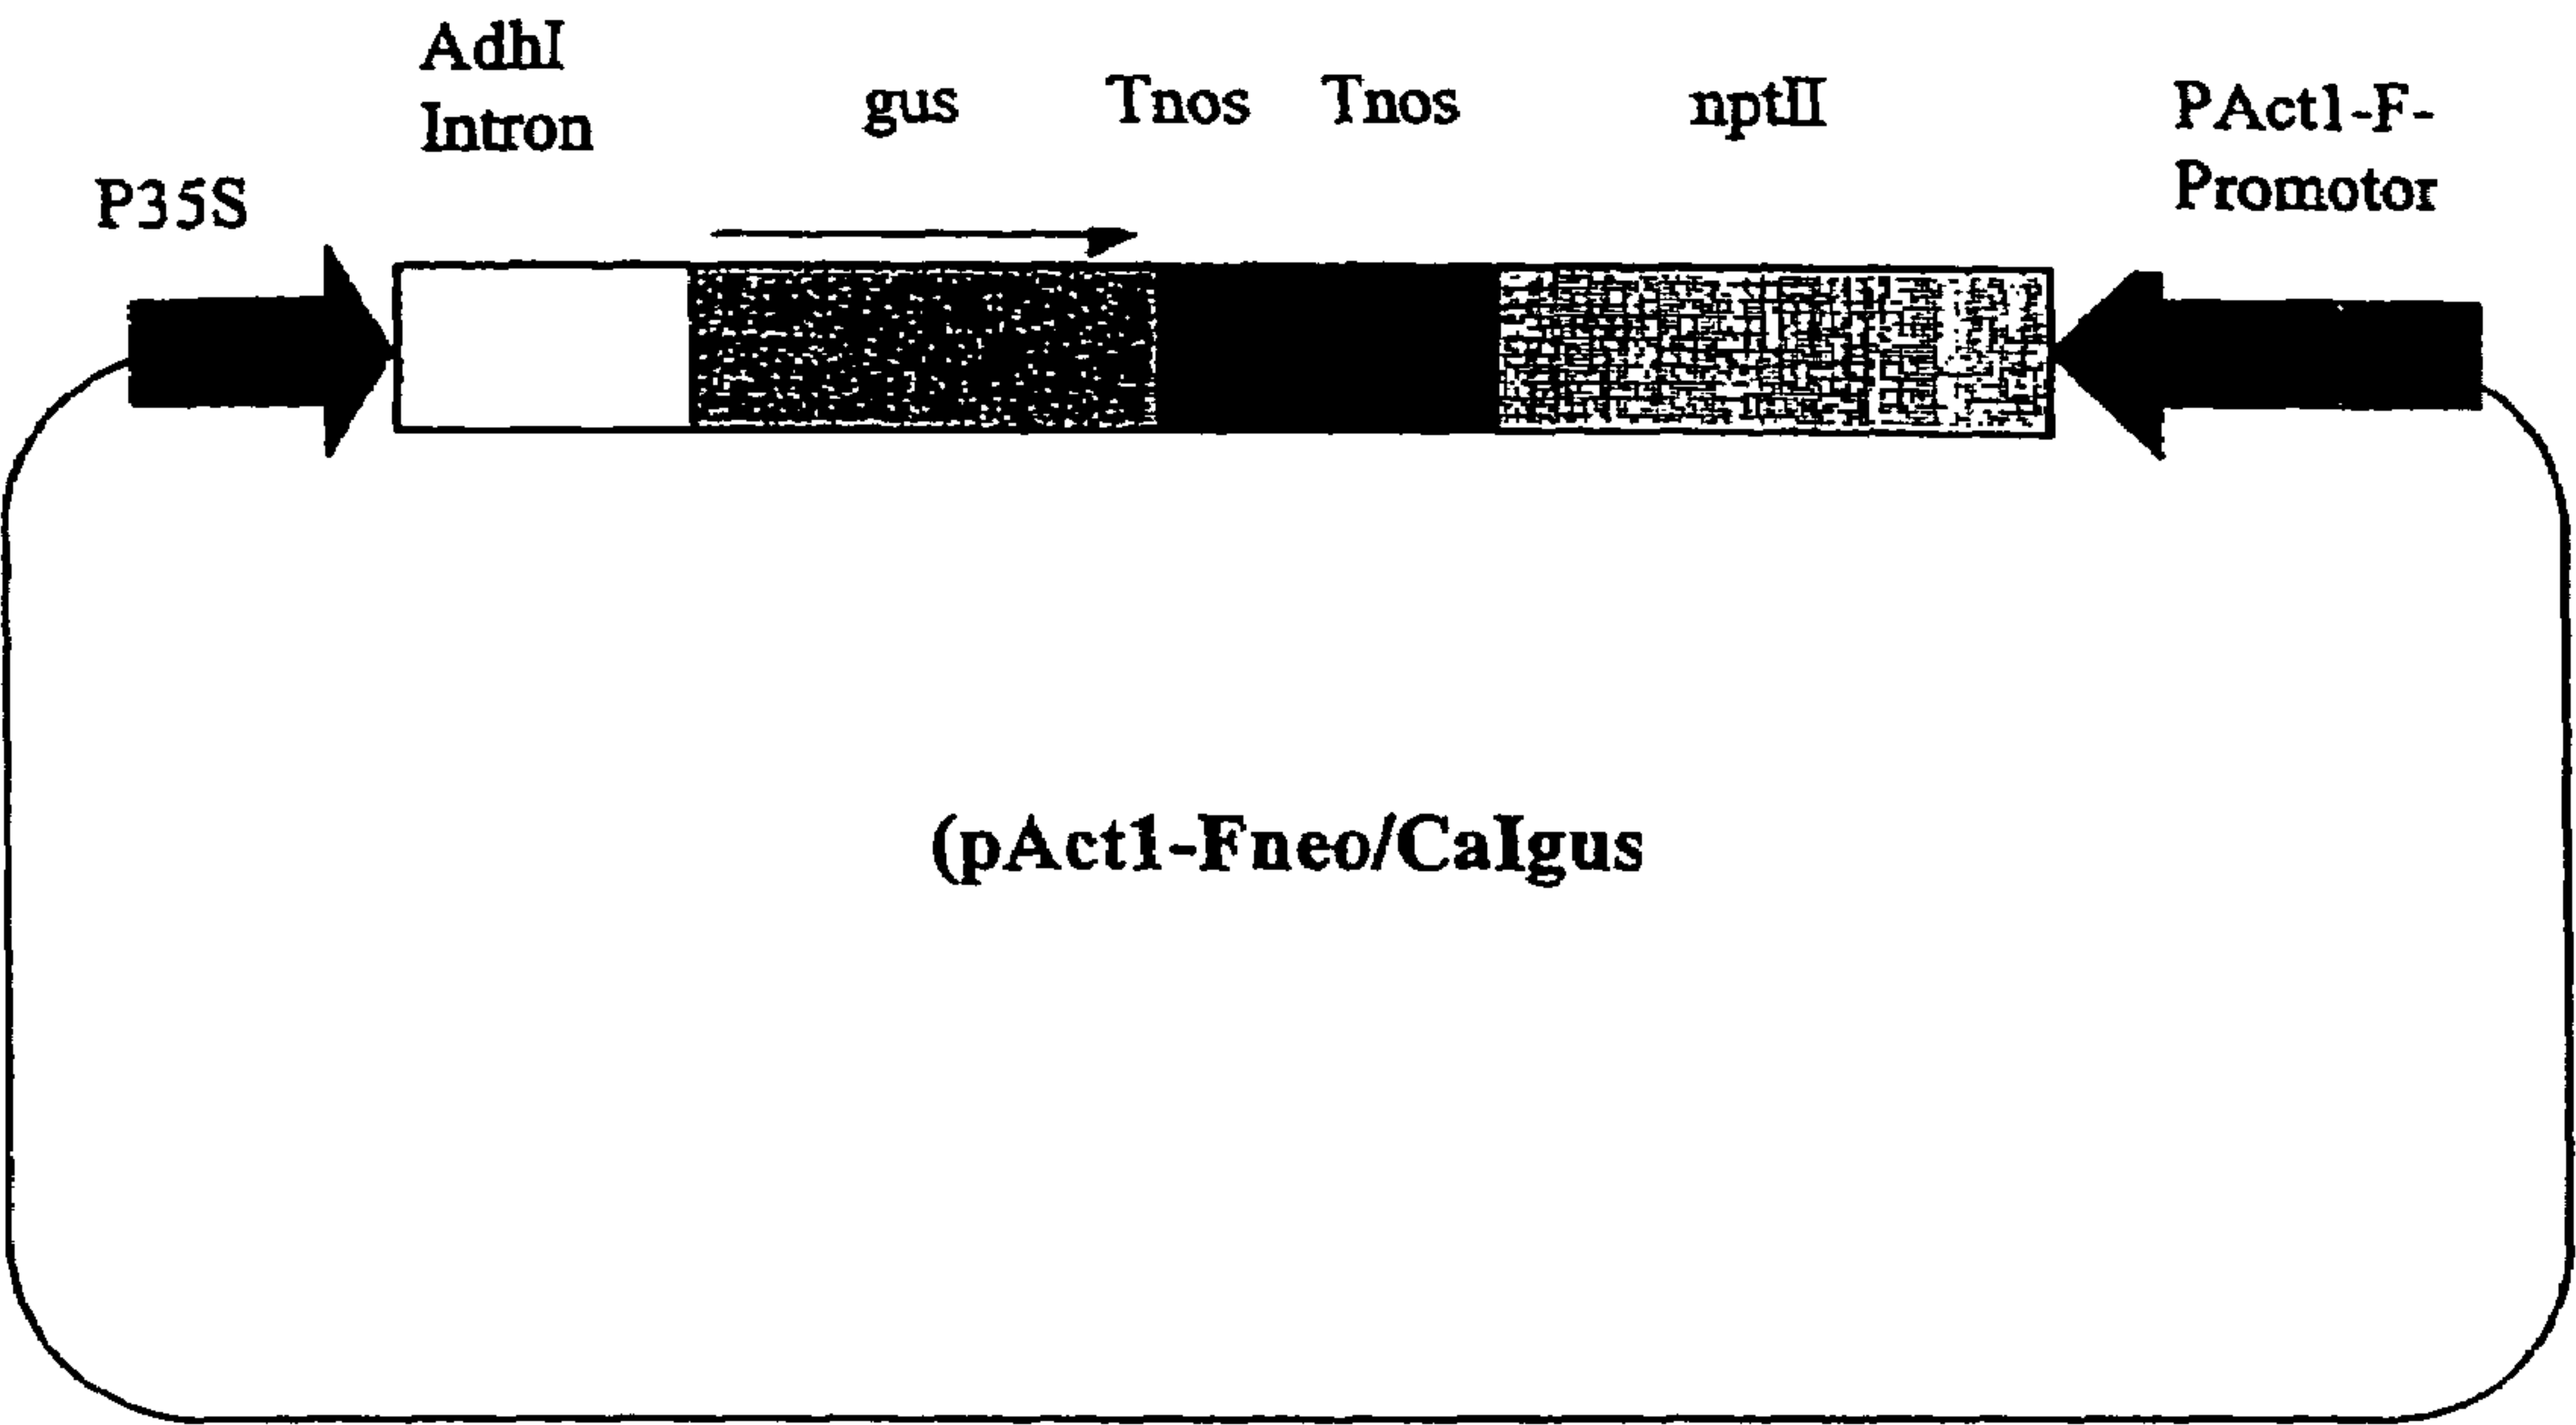 AdhI
Intron
gus
Tnos
Tnos
nptII
PAct1-F-
Promotor
P35S
(pAct1-Fneo/CaIgus